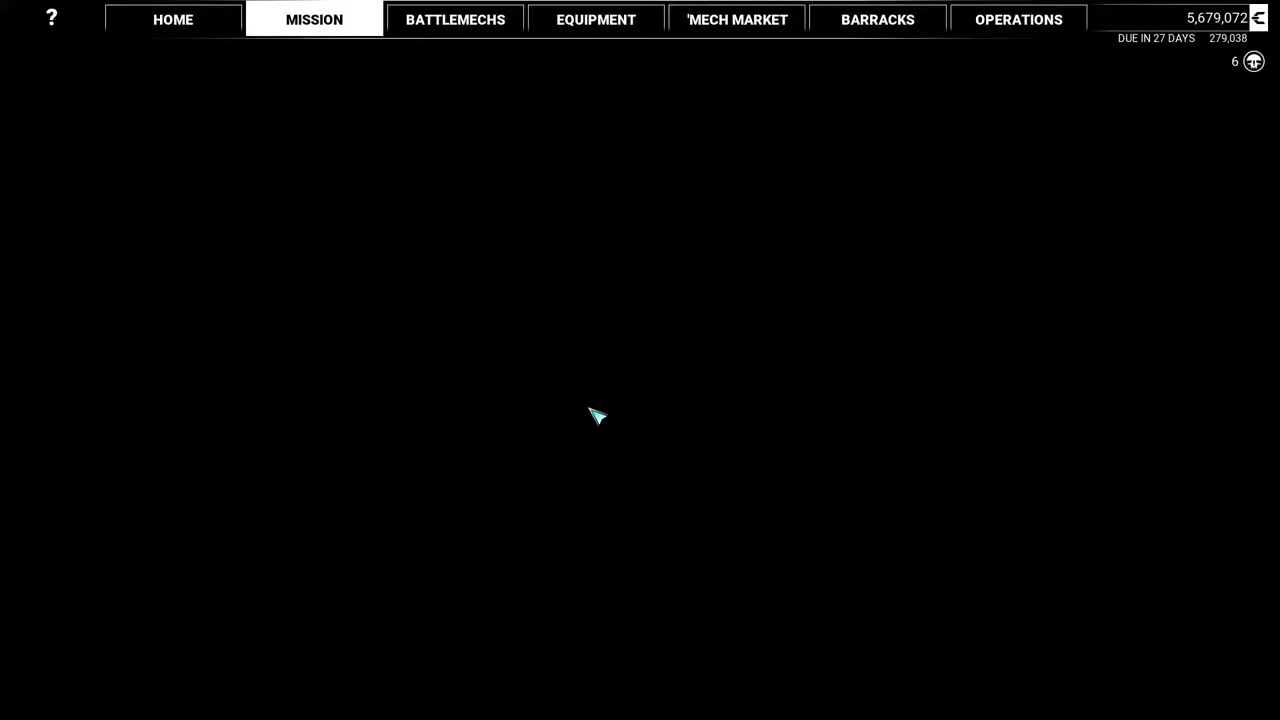 ?
HOME
MISSION
BATTLEMECHS
EQUIPMENT
'MECH MARKET
BARRACKS
OPERATIONS
5,679,072
DUE IN 27 DAYS 279,038
6